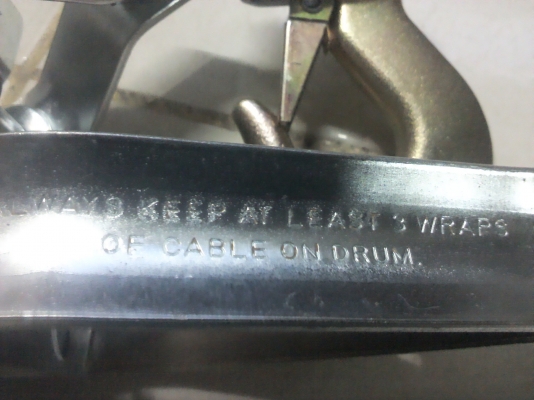 ALWAYS KEEP AT LEAST 3 WRAPS
OF CABLE ON DRUM.